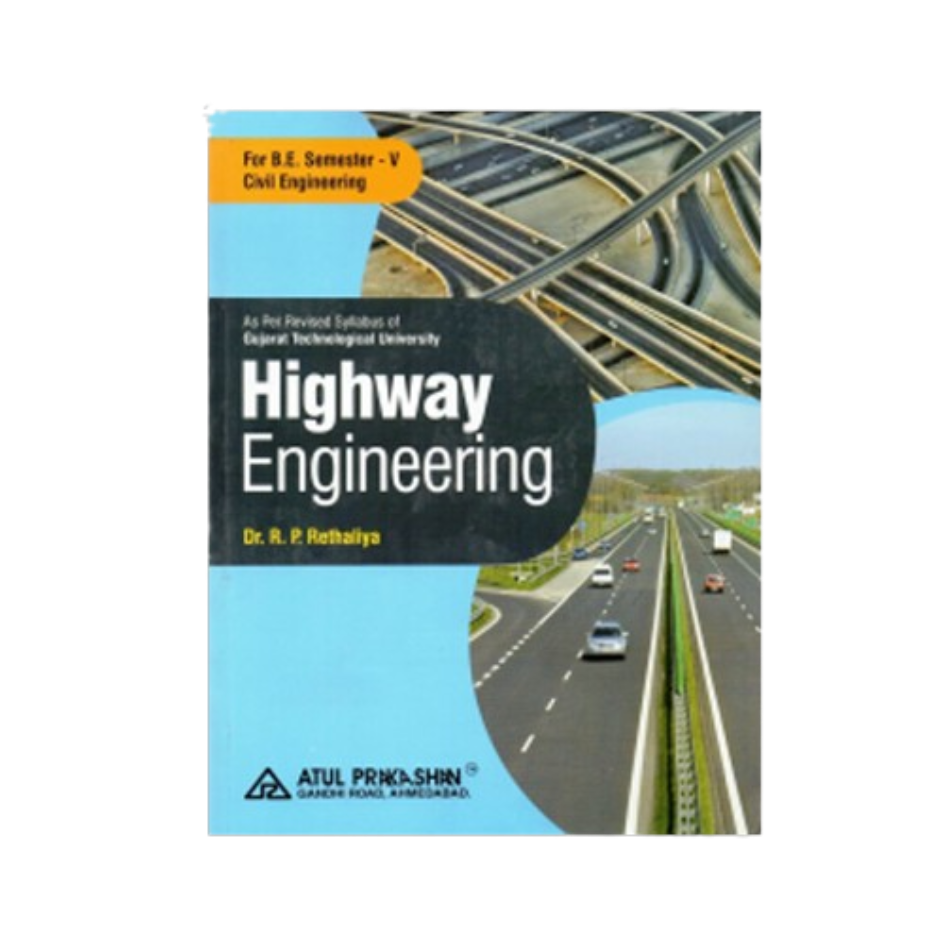 For B.E. Semester - V
Civil Engineering
As Per Revised Syllabus of
Gujarat Technological University
Highway
Engineering
Dr. R. P. Rethaliya
ATUL PRAKASHAN
GANDHI ROAD, AHMEDABAD.